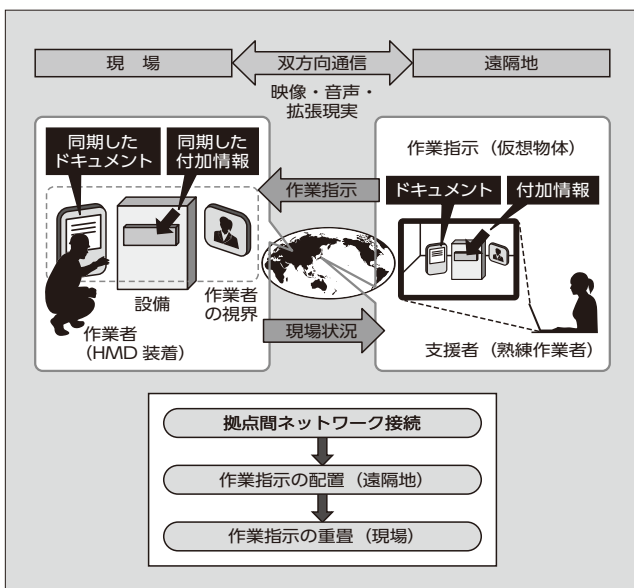 現　場
双方向通信
遠隔地
映像・音声・
拡張現実
同期した
ドキュメント
同期した
付加情報
設備
作業者
の視界
作業者
（HMD 装着）
作業指示
現場状況
作業指示（仮想物体）
ドキュメント
付加情報
支援者（熟練作業者）
拠点間ネットワーク接続
作業指示の配置（遠隔地）
作業指示の重畳（現場）